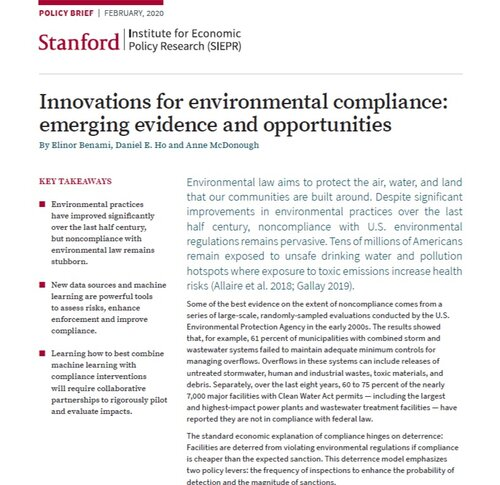 POLICY BRIEF | FEBRUARY, 2020
Stanford | Institute for Economic
Policy Research (SIEPR)
Innovations for environmental compliance:
emerging evidence and opportunities
By Elinor Benami, Daniel E. Ho and Anne McDonough
KEY TAKEAWAYS
■ Environmental practices
have improved significantly
over the last half century,
but noncompliance with
environmental law remains
stubborn.
■ New data sources and machine
learning are powerful tools
to assess risks, enhance
enforcement and improve
compliance.
■ Learning how to best combine
machine learning with
compliance interventions
will require collaborative
partnerships to rigorously pilot
and evaluate impacts.
Environmental law aims to protect the air, water, and land
that our communities are built around. Despite significant
improvements in environmental practices over the last
half century, noncompliance with U.S. environmental
regulations remains pervasive. Tens of millions of Americans
remain exposed to unsafe drinking water and pollution
hotspots where exposure to toxic emissions increase health
risks (Allaire et al. 2018; Gallay 2019).
Some of the best evidence on the extent of noncompliance comes from a
series of large-scale, randomly-sampled evaluations conducted by the U.S.
Environmental Protection Agency in the early 2000s. The results showed
that, for example, 61 percent of municipalities with combined storm and
wastewater systems failed to maintain adequate minimum controls for
managing overflows. Overflows in these systems can include releases of
untreated stormwater, human and industrial wastes, toxic materials, and
debris. Separately, over the last eight years, 60 to 75 percent of the nearly
7,000 major facilities with Clean Water Act permits — including the largest
and highest-impact power plants and wastewater treatment facilities — have
reported they are not in compliance with federal law.
The standard economic explanation of compliance hinges on deterrence:
Facilities are deterred from violating environmental regulations if compliance
is cheaper than the expected sanction. This deterrence model emphasizes
two policy levers: the frequency of inspections to enhance the probability of
detection and the magnitude of sanctions.